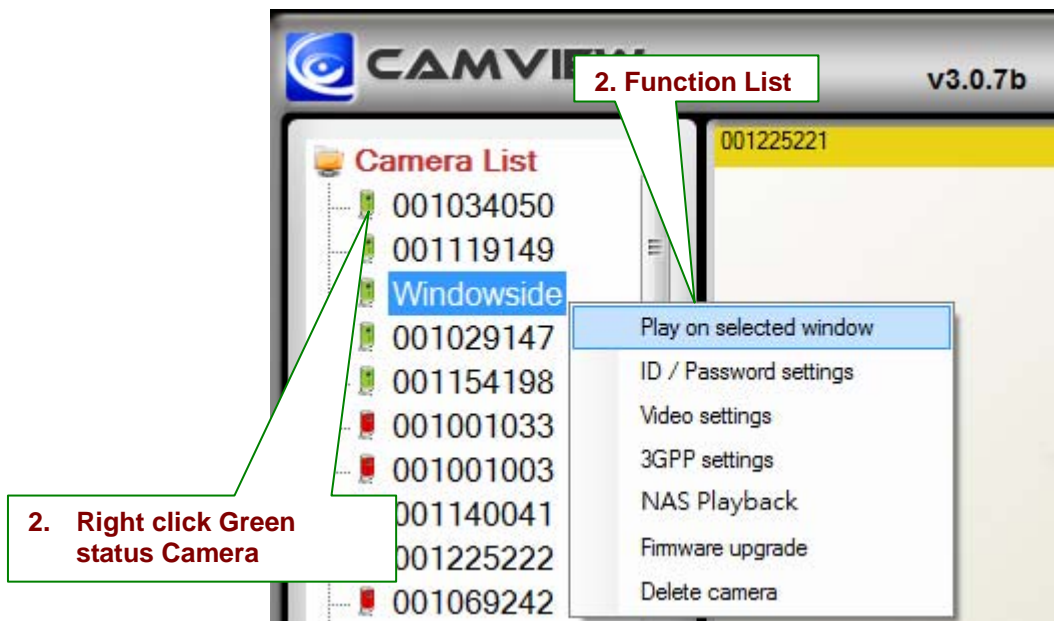 CAMVIEW
2. Function List
v3.0.7b
001225221
Camera List
001034050
001119149
Windowside
001029147
001154198
001001033
001001003
001140041
001225222
001069242
Play on selected window
ID / Password settings
Video settings
3GPP settings
NAS Playback
Firmware upgrade
Delete camera
2. Right click Green
status Camera